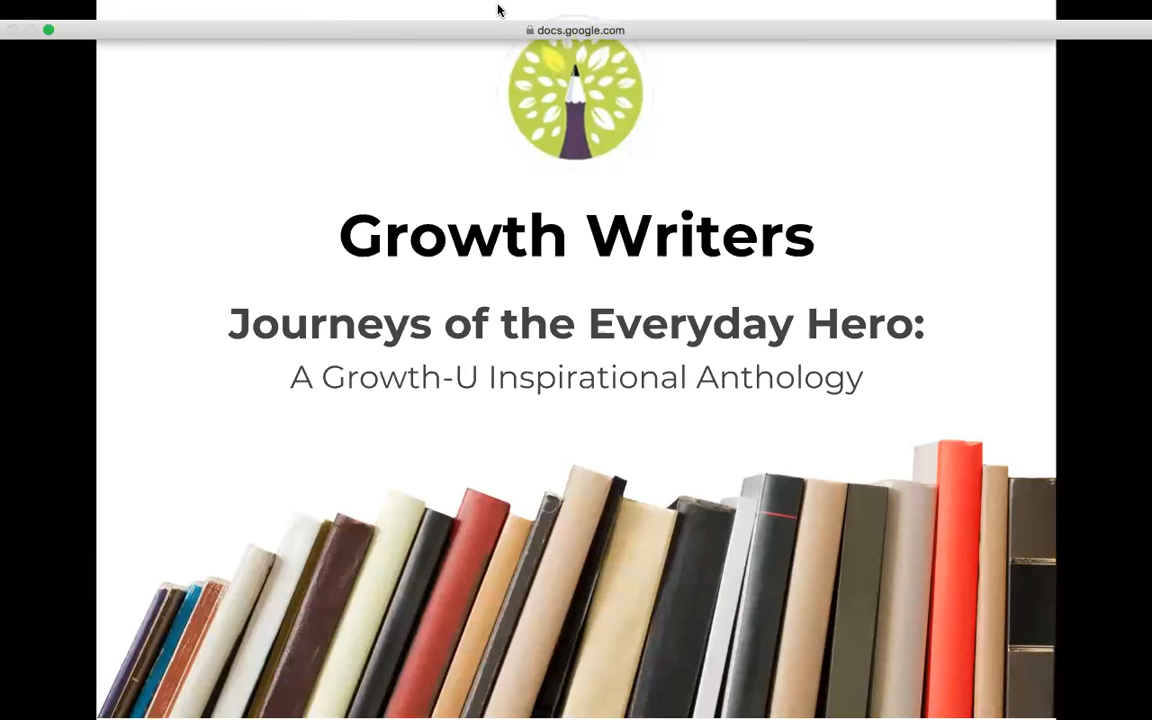 docs.google.com
Growth Writers
Journeys of the Everyday Hero:
A Growth-U Inspirational Anthology